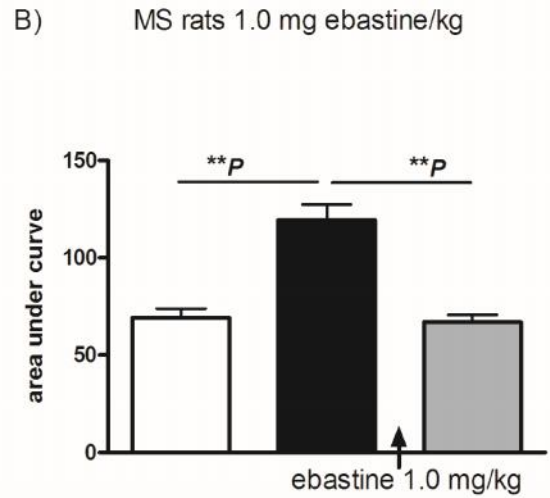 B) MS rats 1.0 mg ebastine/kg
150
**P **P
100
50
0
area under curve
ebastine 1.0 mg/kg